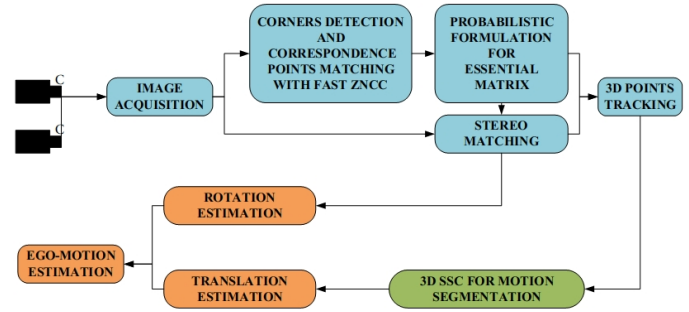 C
C
IMAGE
ACQUISITION
CORNERS DETECTION
AND
CORRESPONDENCE
POINTS MATCHING
WITH FAST ZNCC
PROBABILISTIC
FORMULATION
FOR
ESSENTIAL
MATRIX
STEREO
MATCHING
3D POINTS
TRACKING
ROTATION
ESTIMATION
EGO-MOTION
ESTIMATION
TRANSLATION
ESTIMATION
3D SSC FOR MOTION
SEGMENTATION